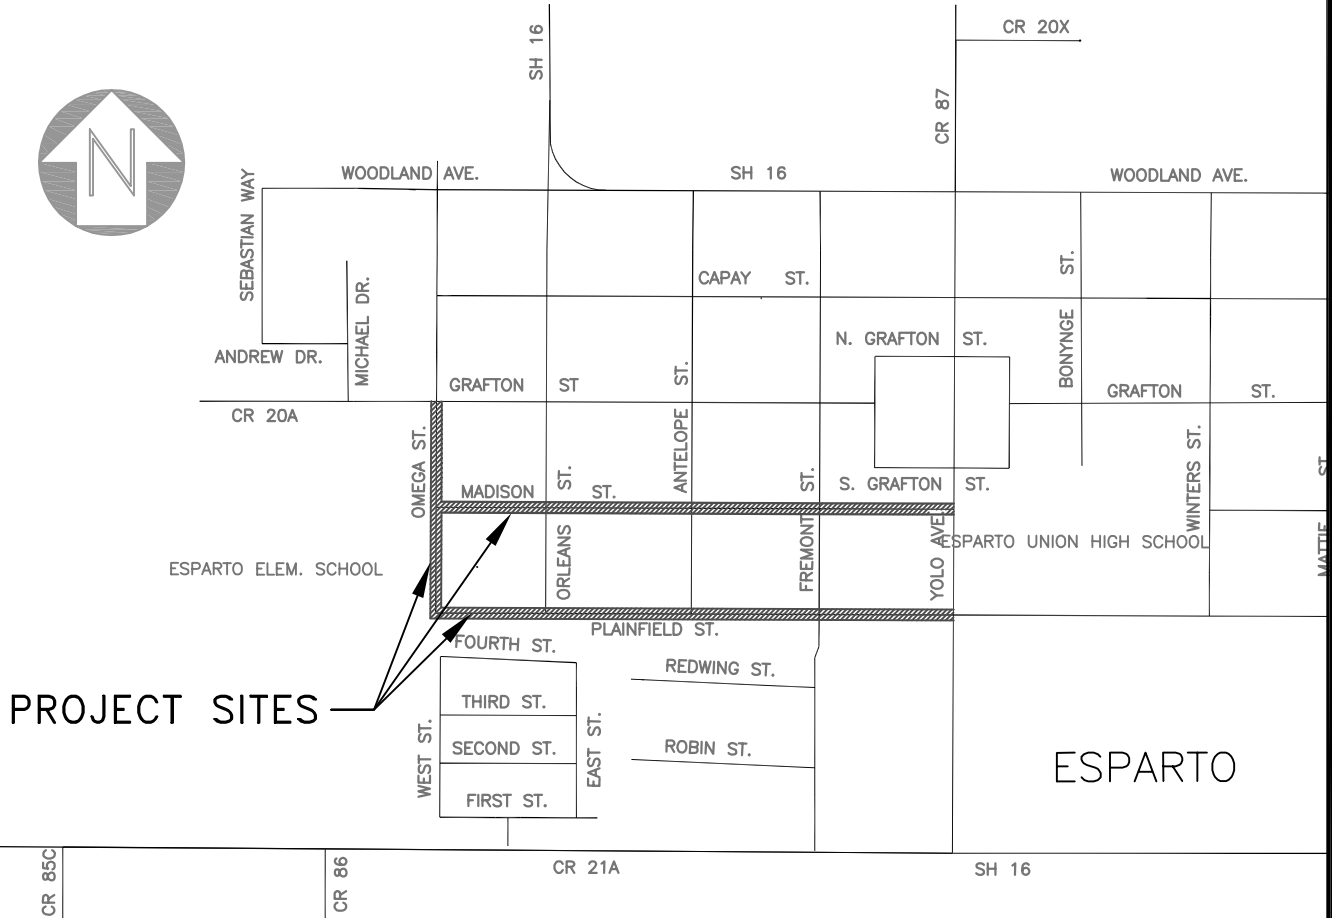 CR 20X
SH 16
CR 87
N
WOODLAND AVE.
SH 16
WOODLAND AVE.
SEBASTIAN WAY
CAPAY ST.
BONYNGE ST.
MICHAEL DR.
N. GRAFTON ST.
ANDREW DR.
GRAFTON ST
ANTELOPE ST.
GRAFTON ST.
CR 20A
OMEGA ST.
MADISON ST.
ORLEANS ST.
FREMONT ST.
S. GRAFTON ST.
WINTERS ST.
YOLO AVE.
ESPARTO UNION HIGH SCHOOL
MATTIE ST
ESPARTO ELEM. SCHOOL
PLAINFIELD ST.
FOURTH ST.
REDWING ST.
PROJECT SITES
THIRD ST.
WEST ST.
SECOND ST.
EAST ST.
ROBIN ST.
ESPARTO
FIRST ST.
CR 85C
CR 86
CR 21A
SH 16